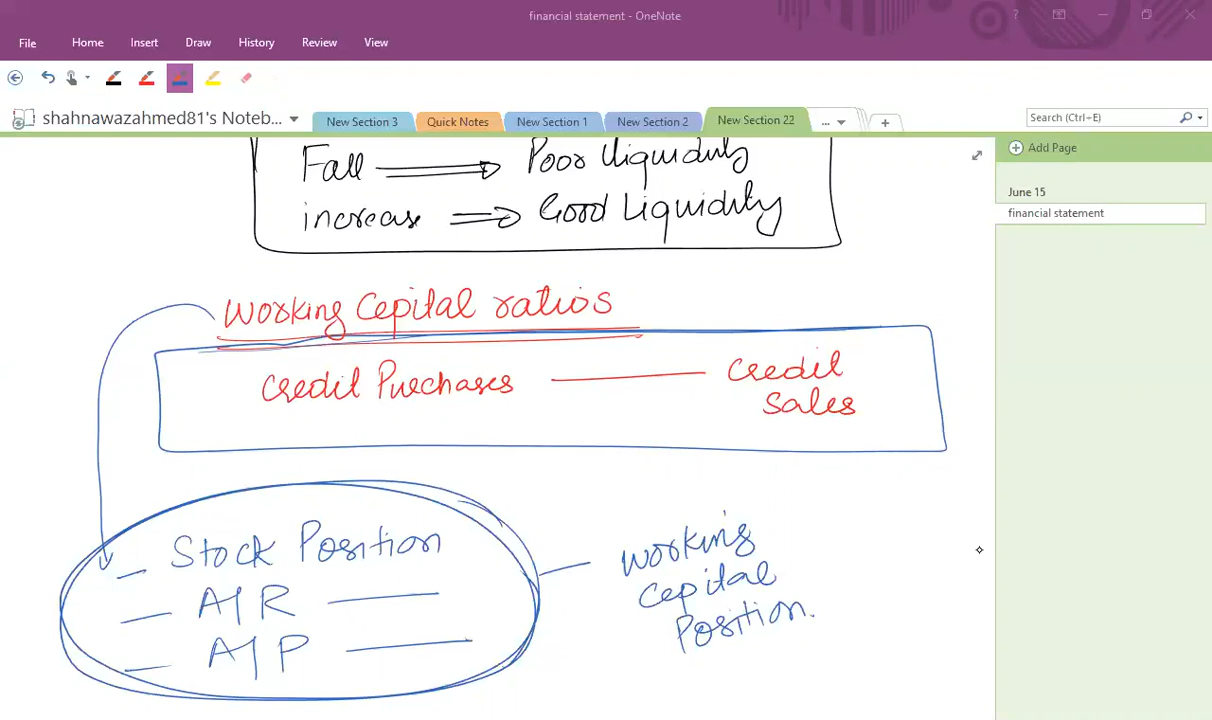 financial statement - OneNote
File Home Insert Draw History Review View
shahnawazahmed81's Noteb... New Section 3 Quick Notes New Section 1 New Section 2 New Section 22 ... + Search (Ctrl+E)
Add Page
June 15
financial statement
Fall ⟹ Poor liquidity
increase ⟹ Good Liquidity
Working Cepital ratios
Credit Purchases — Credit
Sales
- Stock Position
- A/R —
- A/P —
Working
Cepital
Position.